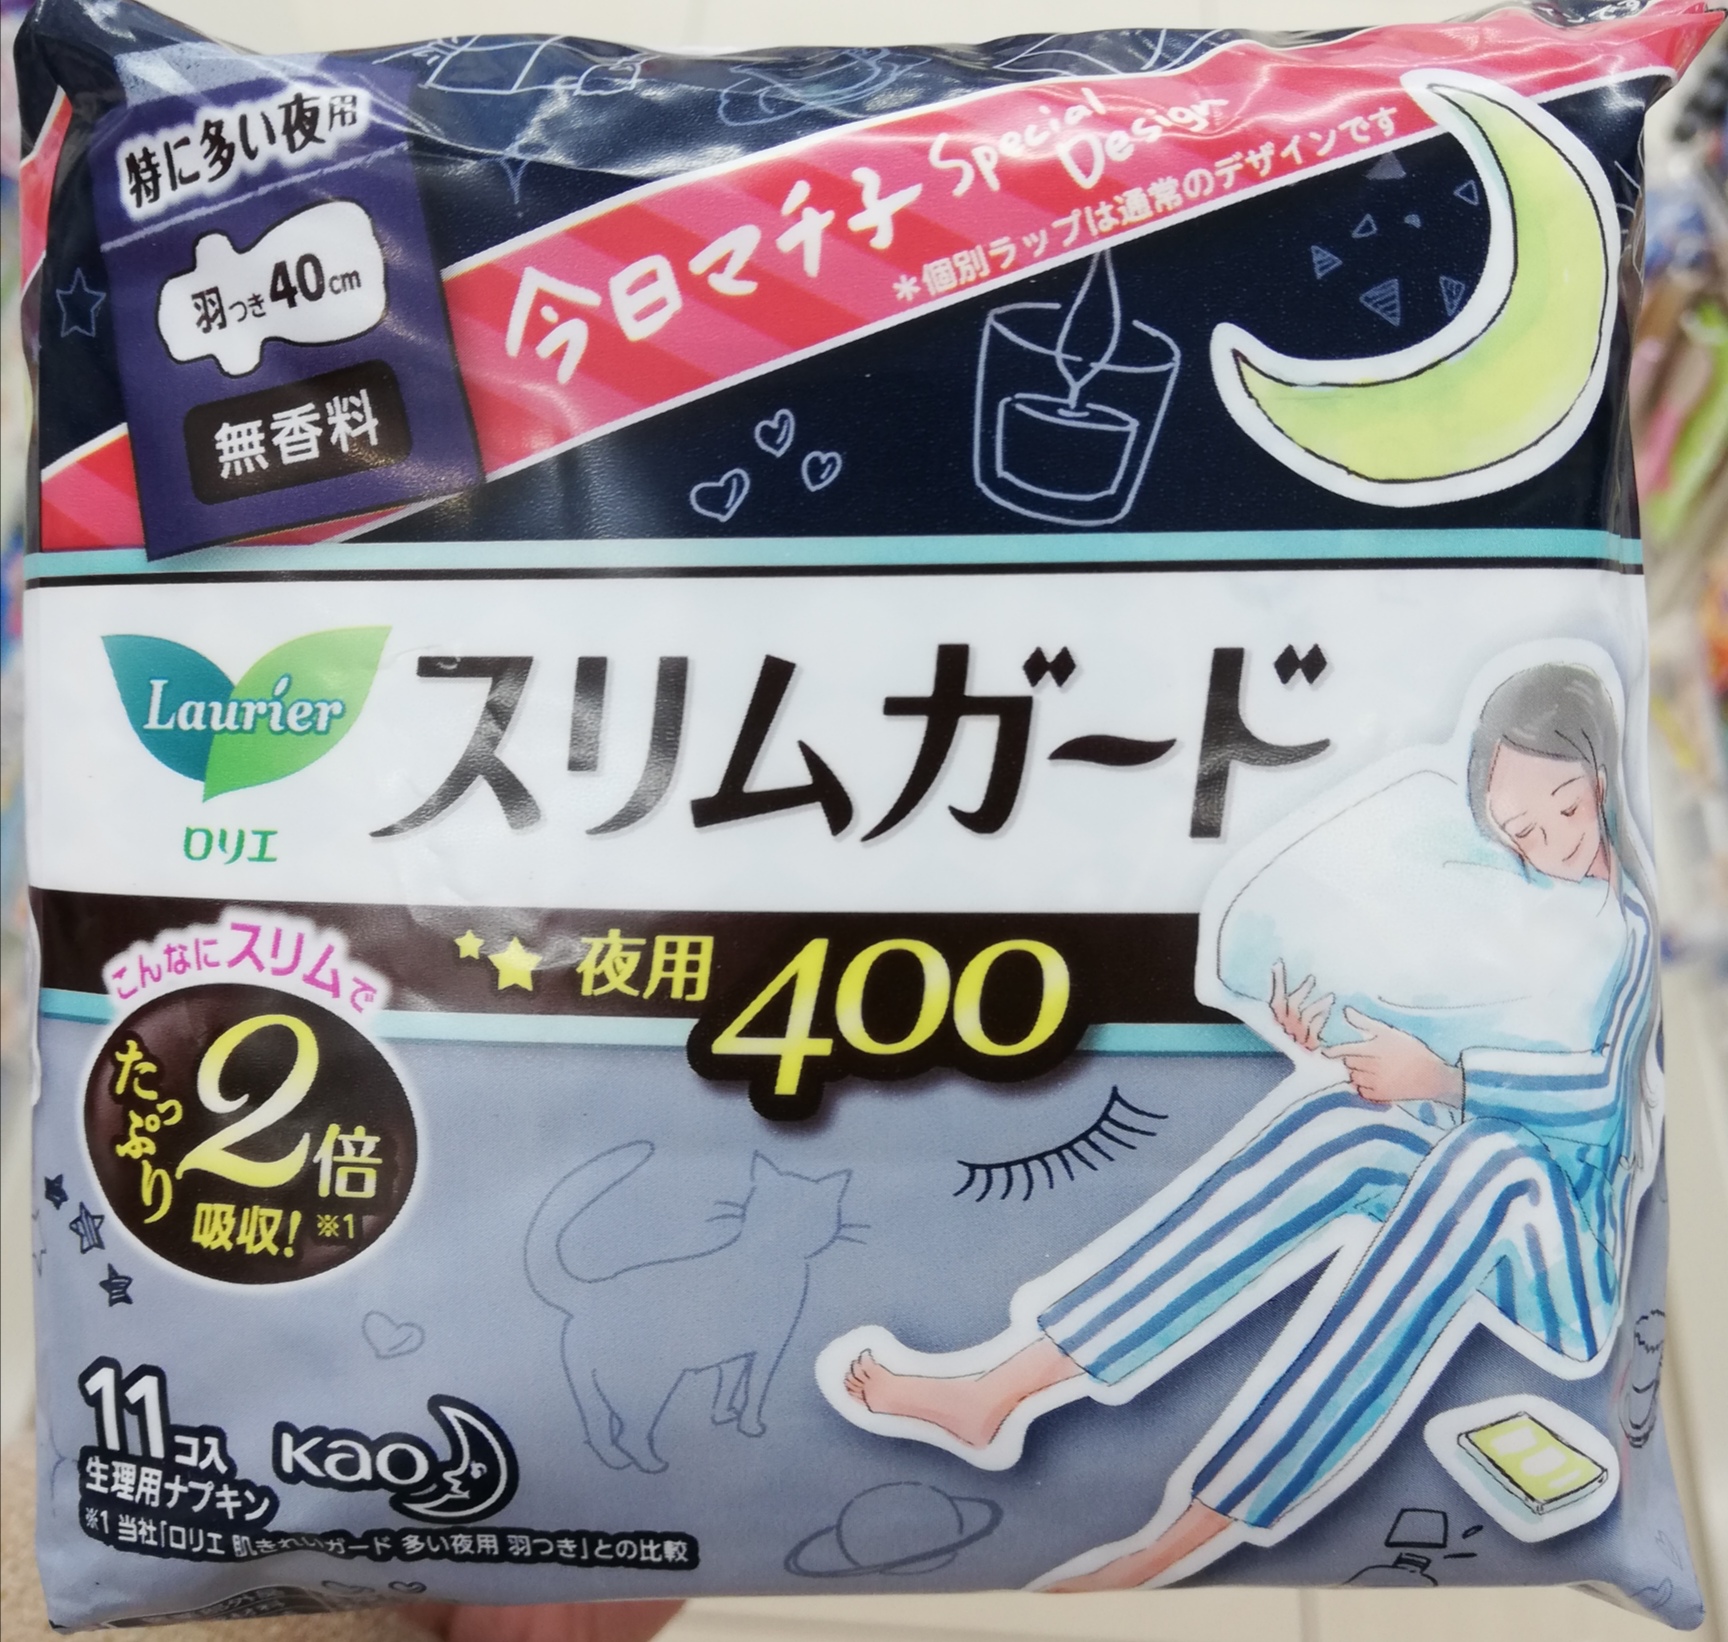 特に多い夜用
羽つき40cm
無香料
今日マチ子 Special Design
*個別ラップは通常のデザインです
Laurier
ロリエ
スリムガード
夜用400
こんなにスリムで
たっぷり
2倍
吸収!※1
11コ入
生理用ナプキン
Kao
※1 当社「ロリエ 肌きれいガード 多い夜用 羽つき」との比較